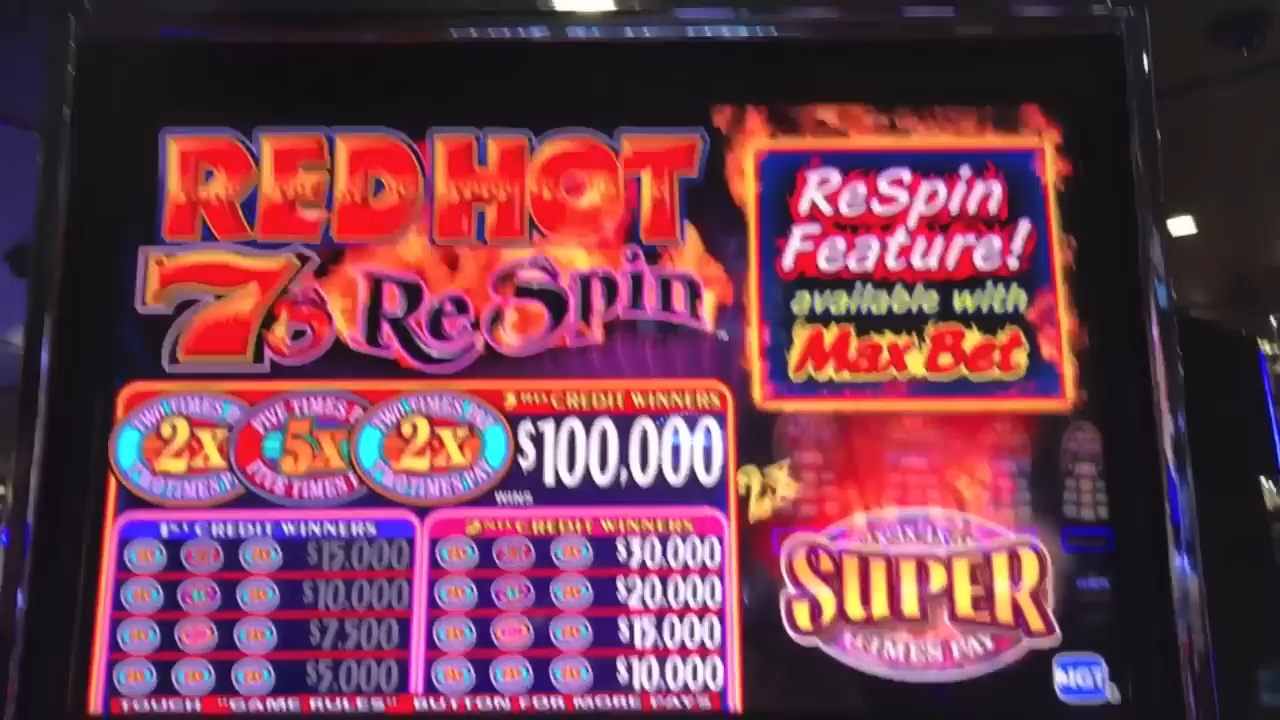 RED HOT
7s ReSpin
ReSpin
Feature!
available with
Max Bet
2ND CREDIT WINNERS
2x 5x 2x $100,000
WINS
1ST CREDIT WINNERS
$15,000
$10,000
$7,500
$5,000
2ND CREDIT WINNERS
$30,000
$20,000
$15,000
$10,000
TOUCH "GAME RULES" BUTTON FOR MORE PAYS
2x
SUPER
TIMES PAY
IGT